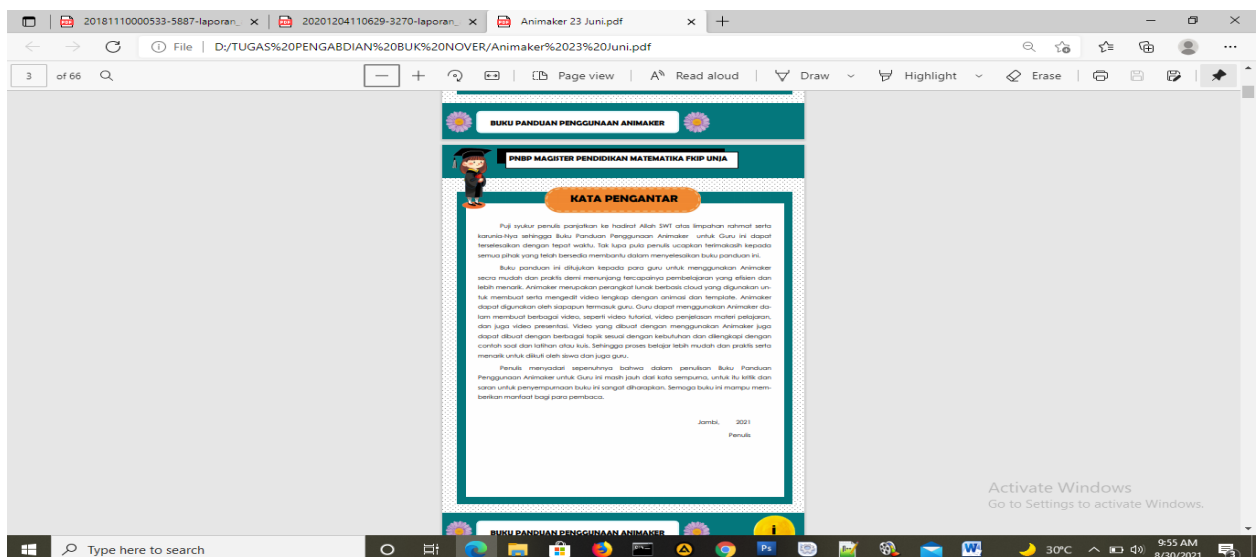 20181110000533-5887-laporan_
20201204110629-3270-laporan_
Animaker 23 Juni.pdf
File | D:/TUGAS%20PENGABDIAN%20BUK%20NOVER/Animaker%2023%20Juni.pdf
3 of 66
Page view
Read aloud
Draw
Highlight
Erase
BUKU PANDUAN PENGGUNAAN ANIMAKER
PNBP MAGISTER PENDIDIKAN MATEMATIKA FKIP UNJA
KATA PENGANTAR
Puji syukur penulis panjatkan ke hadirat Allah SWT atas limpahan rahmat serta
karunia-Nya sehingga Buku Panduan Penggunaan Animaker untuk Guru ini dapat
terselesaikan dengan tepat waktu. Tak lupa pula penulis ucapkan terimakasih kepada
semua pihak yang telah bersedia membantu dalam menyelesaikan buku panduan ini.
Buku panduan ini ditujukan kepada para guru untuk menggunakan Animaker
secra mudah dan praktis demi menunjang tercapainya pembelajaran yang efisien dan
lebih menarik. Animaker merupakan perangkat lunak berbasis cloud yang digunakan un-
tuk membuat serta mengedit video lengkap dengan animasi dan template. Animaker
dapat digunakan oleh siapapun termasuk guru. Guru dapat menggunakan Animaker da-
lam membuat berbagai video, seperti video tutorial, video penjelasan materi pelajaran,
dan juga video presentasi. Video yang dibuat dengan menggunakan Animaker juga
dapat dibuat dengan berbagai topik sesuai dengan kebutuhan dan dilengkapi dengan
contoh soal dan latihan atau kuis. Sehingga proses belajar lebih mudah dan praktis serta
menarik untuk diikuti oleh siswa dan juga guru.
Penulis menyadari sepenuhnya bahwa dalam penulisan Buku Panduan
Penggunaan Animaker untuk Guru ini masih jauh dari kata sempurna, untuk itu kritik dan
saran untuk penyempurnaan buku ini sangat diharapkan. Semoga buku ini mampu mem-
berikan manfaat bagi para pembaca.
Jambi, 2021
Penulis
BUKU PANDUAN PENGGUNAAN ANIMAKER
i
Activate Windows
Go to Settings to activate Windows.
Type here to search
30°C
9:55 AM
8/30/2021